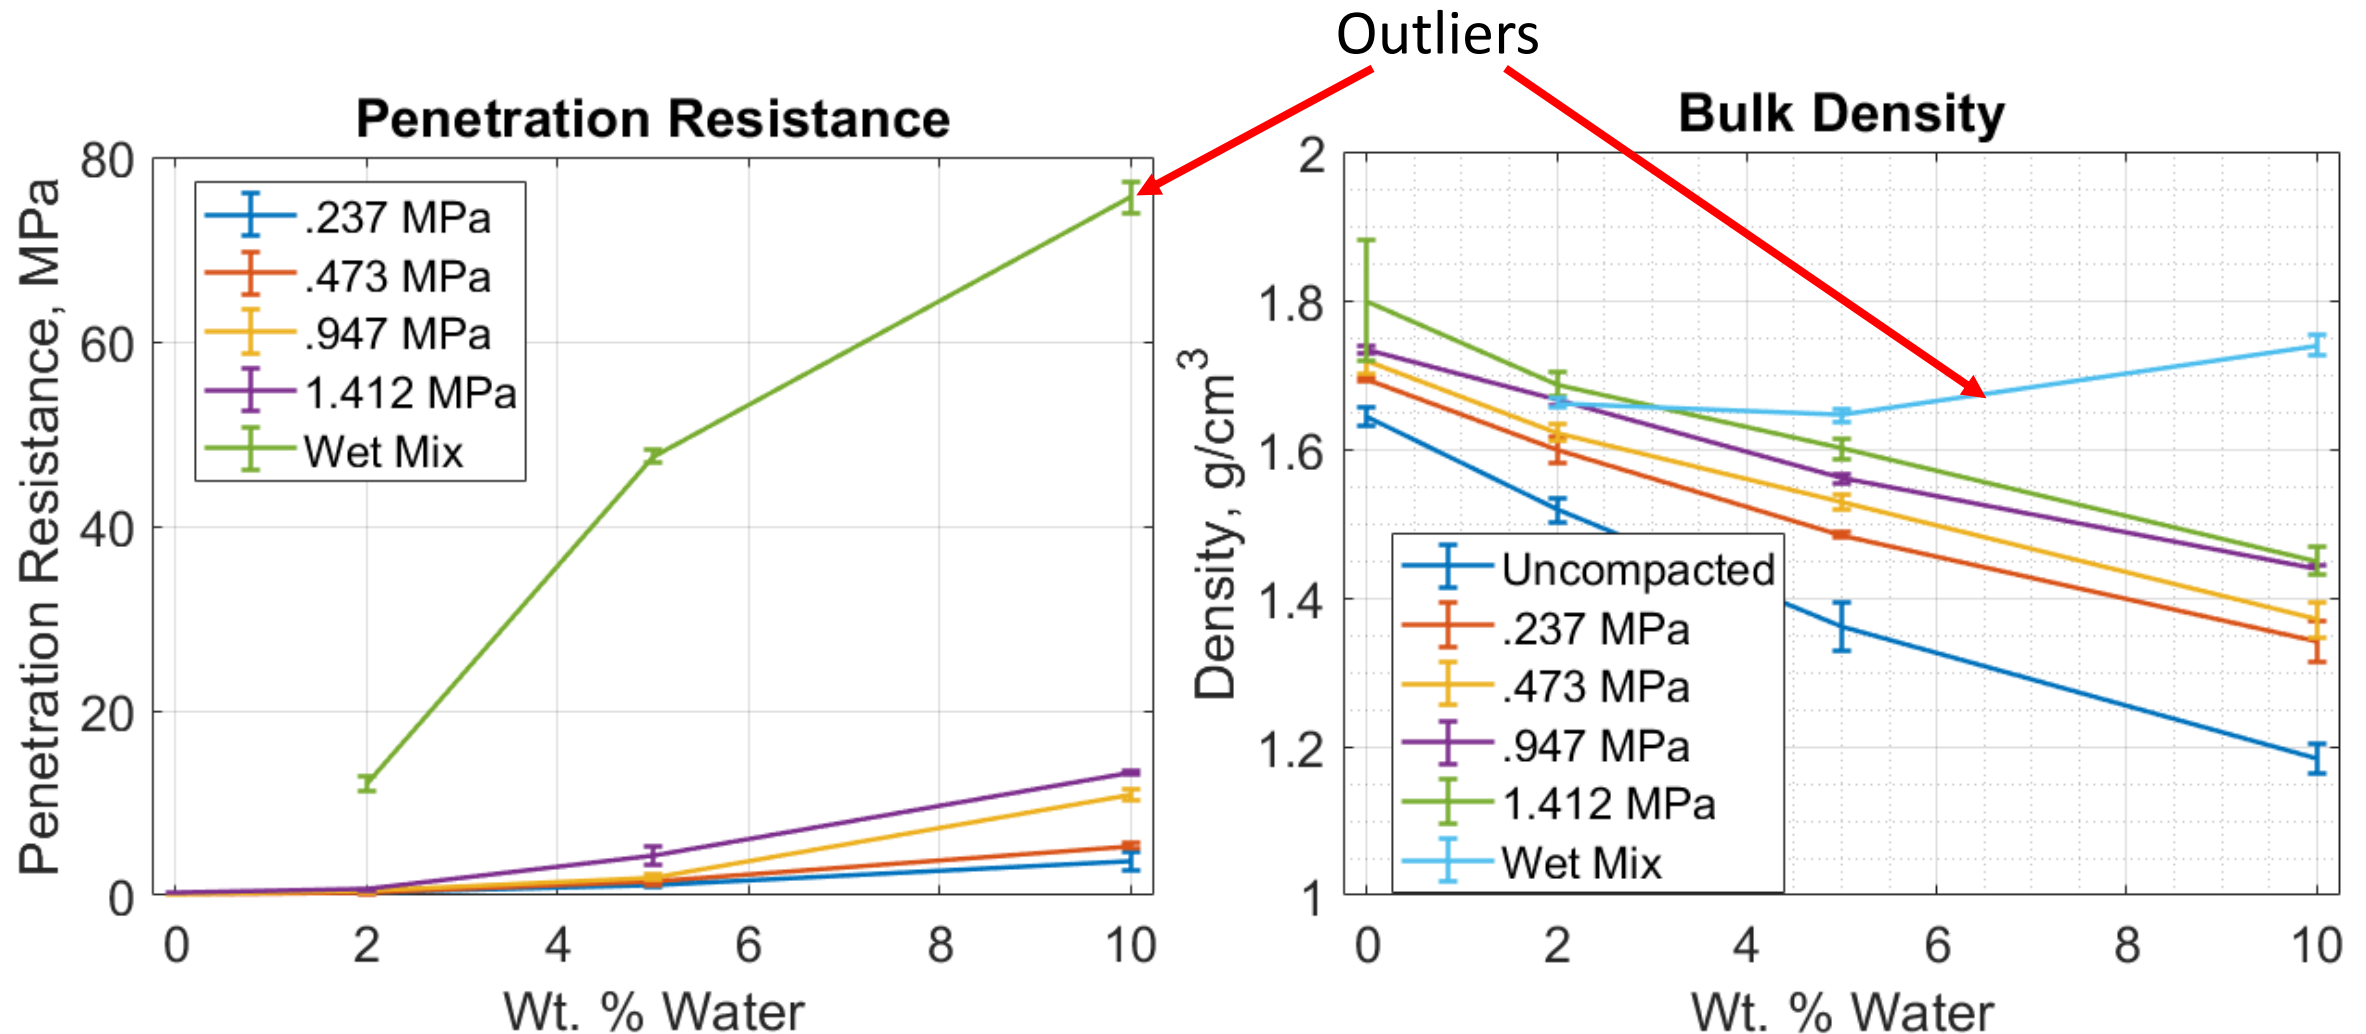 Outliers
Penetration Resistance
Penetration Resistance, MPa
80
60
40
20
0
.237 MPa
.473 MPa
.947 MPa
1.412 MPa
Wet Mix
0 2 4 6 8 10
Wt. % Water
Bulk Density
Density, g/cm³
2
1.8
1.6
1.4
1.2
1
Uncompacted
.237 MPa
.473 MPa
.947 MPa
1.412 MPa
Wet Mix
0 2 4 6 8 10
Wt. % Water